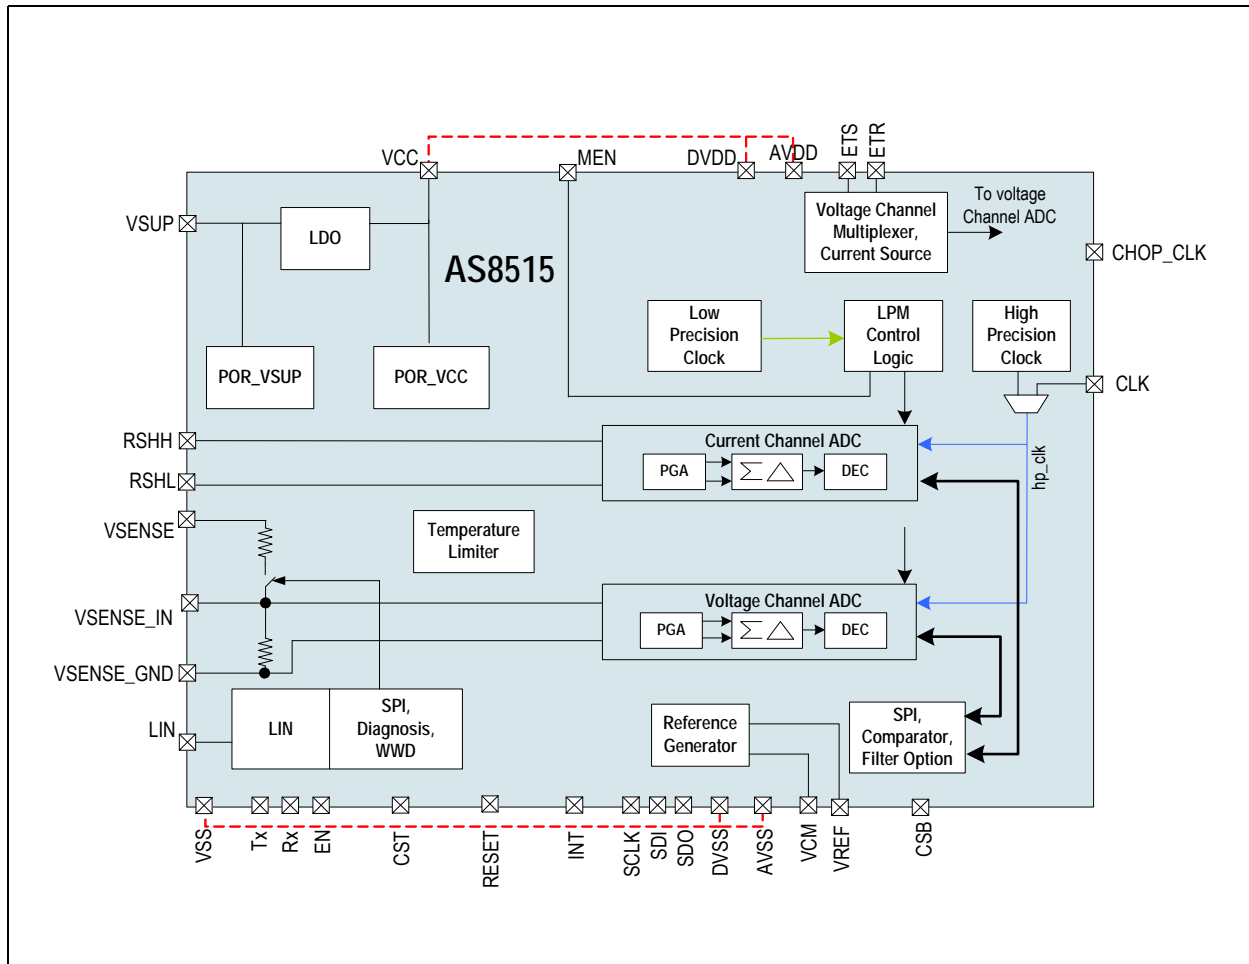 VCC
MEN
DVDD
AVDD
ETS
ETR
VSUP
LDO
AS8515
Voltage Channel
Multiplexer,
Current Source
To voltage
Channel ADC
CHOP_CLK
Low
Precision
Clock
LPM
Control
Logic
High
Precision
Clock
POR_VSUP
POR_VCC
CLK
RSHH
Current Channel ADC
PGA
ΣΔ
DEC
hp_clk
RSHL
VSENSE
Temperature
Limiter
VSENSE_IN
Voltage Channel ADC
PGA
ΣΔ
DEC
VSENSE_GND
LIN
LIN
SPI,
Diagnosis,
WWD
Reference
Generator
SPI,
Comparator,
Filter Option
VSS
Tx
Rx
EN
CST
RESET
INT
SCLK
SDI
SDO
DVSS
AVSS
VCM
VREF
CSB